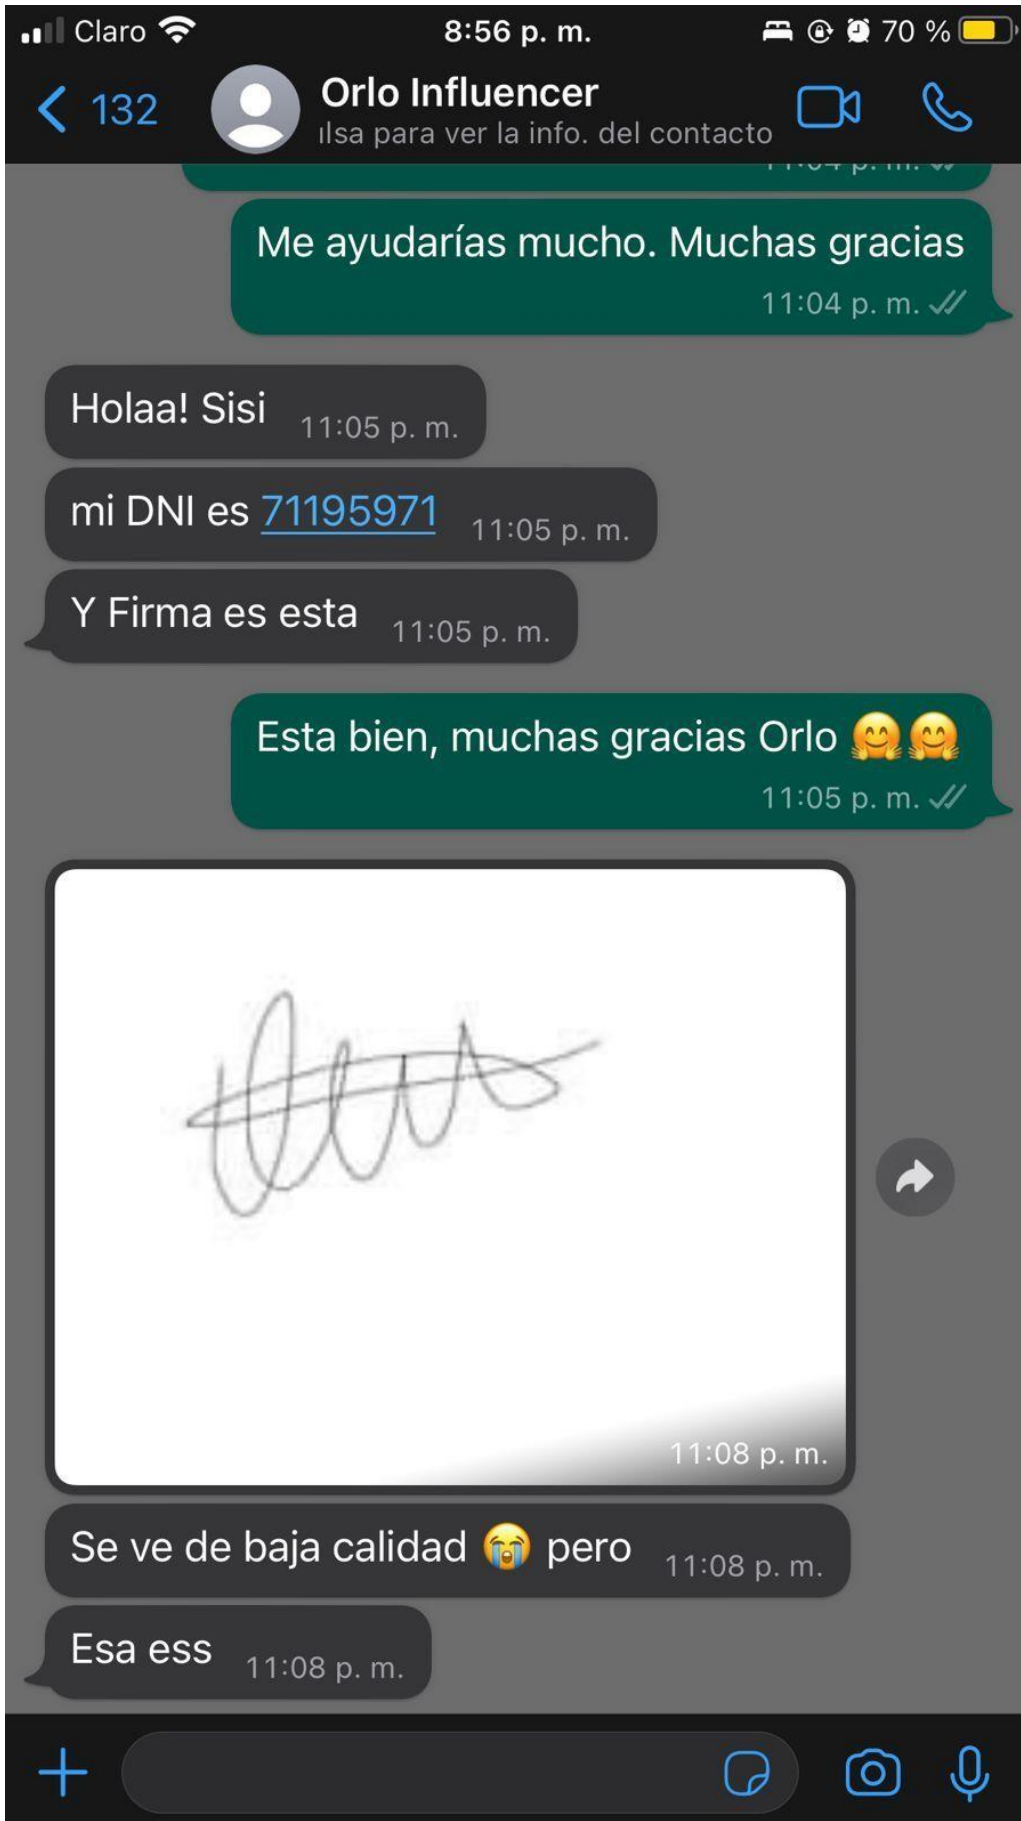 Claro 8:56 p. m. 70 %
132 Orlo Influencer
ilsa para ver la info. del contacto
Me ayudarías mucho. Muchas gracias
11:04 p. m.
Holaa! Sisi 11:05 p. m.
mi DNI es 71195971 11:05 p. m.
Y Firma es esta 11:05 p. m.
Esta bien, muchas gracias Orlo 🤗🤗
11:05 p. m.
11:08 p. m.
Se ve de baja calidad 😭 pero 11:08 p. m.
Esa ess 11:08 p. m.